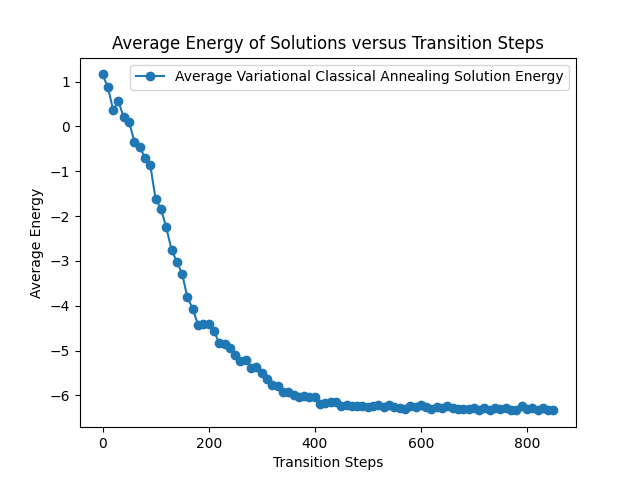 Average Energy of Solutions versus Transition Steps
Average Variational Classical Annealing Solution Energy
1
0
−1
−2
−3
−4
−5
−6
Average Energy
0 200 400 600 800
Transition Steps